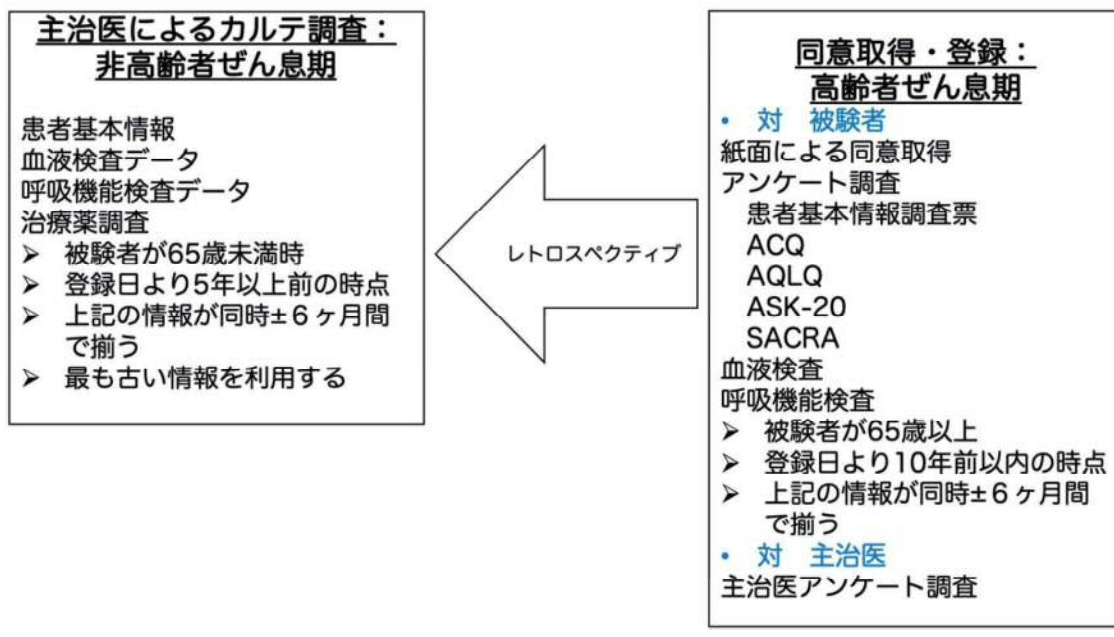 主治医によるカルテ調査：
非高齢者ぜん息期
患者基本情報
血液検査データ
呼吸機能検査データ
治療薬調査
➢ 被験者が65歳未満時
➢ 登録日より5年以上前の時点
➢ 上記の情報が同時±６ヶ月間
で揃う
➢ 最も古い情報を利用する
レトロスペクティブ
同意取得・登録：
高齢者ぜん息期
• 対　被験者
紙面による同意取得
アンケート調査
患者基本情報調査票
ACQ
AQLQ
ASK-20
SACRA
血液検査
呼吸機能検査
➢ 被験者が65歳以上
➢ 登録日より10年前以内の時点
➢ 上記の情報が同時±６ヶ月間
で揃う
• 対　主治医
主治医アンケート調査